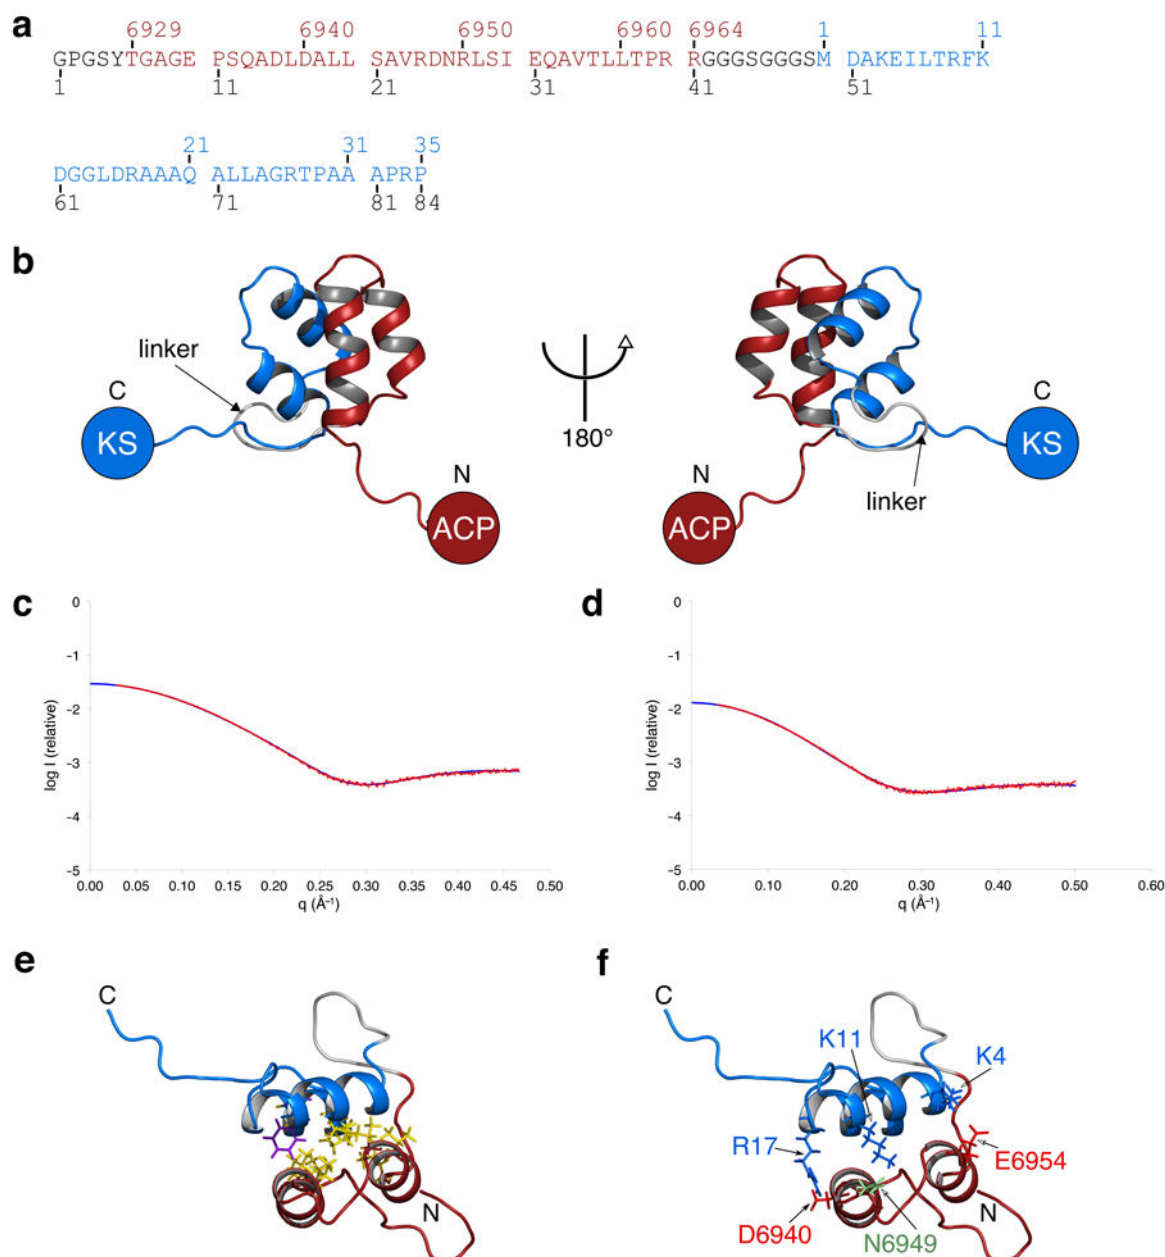 a
6929 6940 6950 6960 6964 1 11
GPGSYTGAGE PSQADLDALL SAVRDNRLSI EQAVTLLTPR RGGGSGGGSM DAKEILTRFK
1 11 21 31 41 51
21 31 35
DGGLDRAAAQ ALLAGRTPAA APRP
61 71 81 84
b
linker
C
KS
N
ACP
180°
C
KS
N
ACP
linker
c
log I (relative)
0
−1
−2
−3
−4
−5
0.00 0.05 0.10 0.15 0.20 0.25 0.30 0.35 0.40 0.45 0.50
q (Å⁻¹)
d
log I (relative)
0
−1
−2
−3
−4
−5
0.00 0.10 0.20 0.30 0.40 0.50 0.60
q (Å⁻¹)
e
C
N
f
C
K11
K4
R17
E6954
N
D6940
N6949